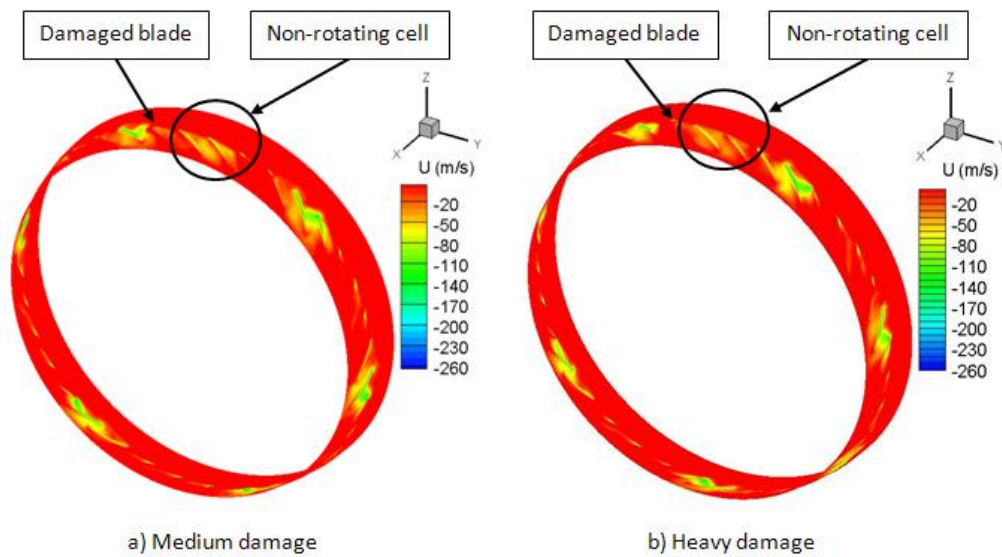 Damaged blade
Non-rotating cell
Z
X
Y
U (m/s)
-20
-50
-80
-110
-140
-170
-200
-230
-260
a) Medium damage
Damaged blade
Non-rotating cell
Z
X
Y
U (m/s)
-20
-50
-80
-110
-140
-170
-200
-230
-260
b) Heavy damage